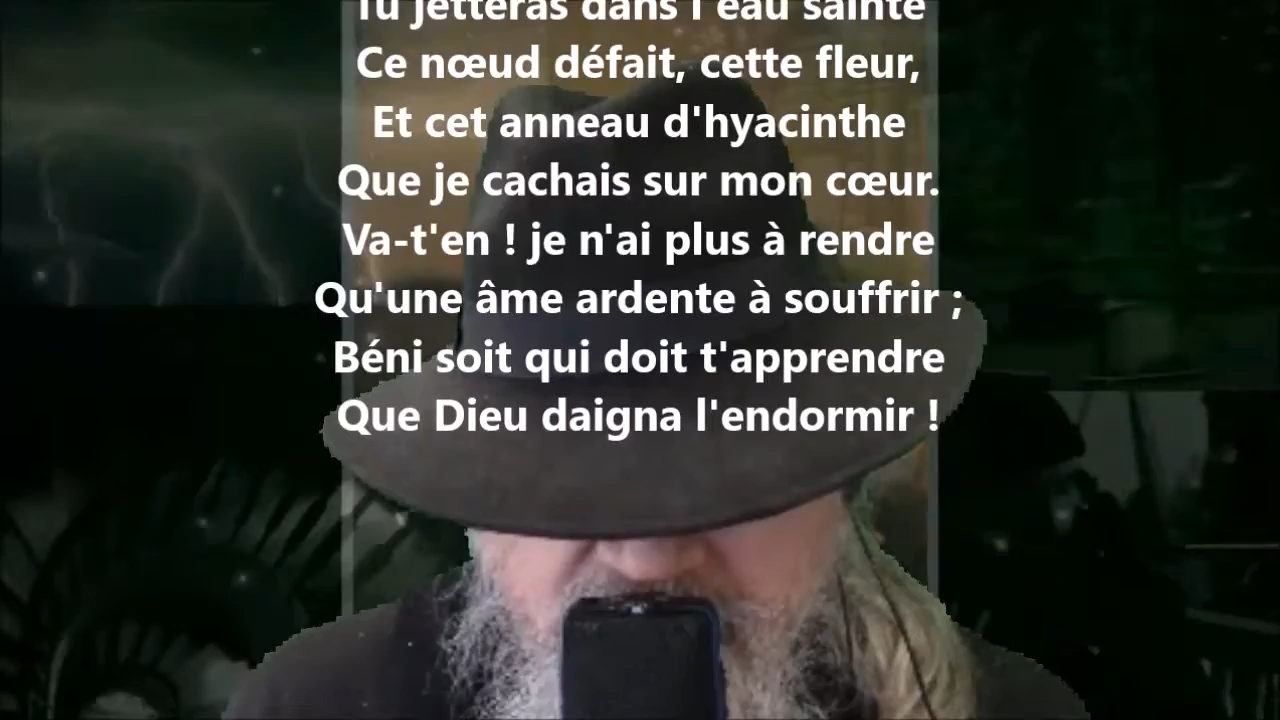 Tu jetteras dans l'eau sainte
Ce nœud défait, cette fleur,
Et cet anneau d'hyacinthe
Que je cachais sur mon cœur.
Va-t'en ! je n'ai plus à rendre
Qu'une âme ardente à souffrir ;
Béni soit qui doit t'apprendre
Que Dieu daigna l'endormir !